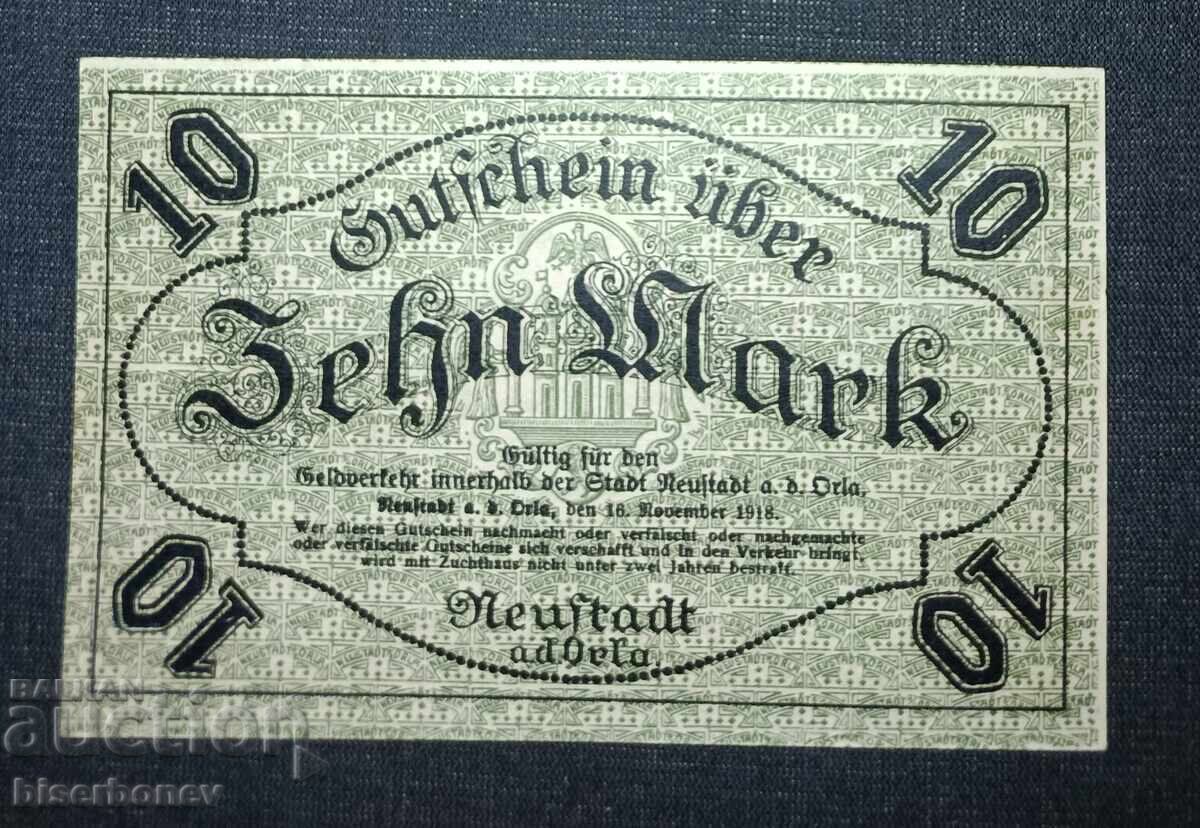 10
10
Gutschein über
Zehn Mark
Gültig für den
Geldverkehr innerhalb der Stadt Neustadt a. d. Orla,
Neustadt a. d. Orla, den 16. November 1918.
Wer diesen Gutschein nachmacht oder verfälscht oder nachgemachte
oder verfälschte Gutscheine sich verschafft und in den Verkehr bringt,
wird mit Zuchthaus nicht unter zwei Jahren bestraft.
Neustadt
a d Orla.
10
10
BALKAN
auction
biserbonev